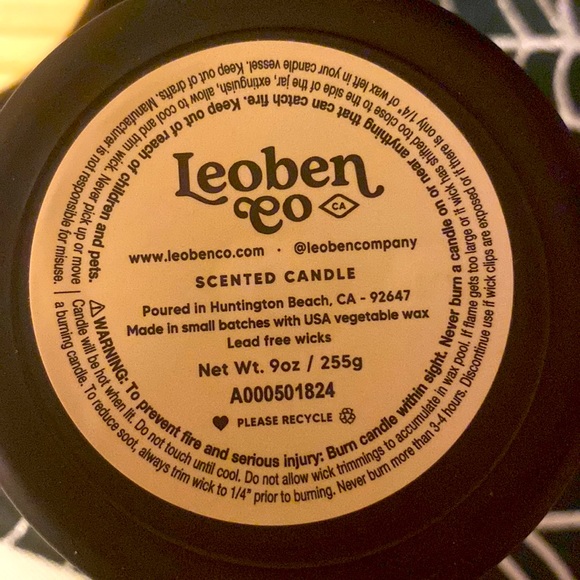 Leoben
Co CA
www.leobenco.com · @leobencompany
SCENTED CANDLE
Poured in Huntington Beach, CA - 92647
Made in small batches with USA vegetable wax
Lead free wicks
Net Wt. 9oz / 255g
A000501824
PLEASE RECYCLE
⚠ WARNING: To prevent fire and serious injury: Burn candle within sight. Never burn a candle on or near anything that can catch fire. Keep out of reach of children and pets.
Candle will be hot when lit. Do not touch until cool. Do not allow wick trimmings to accumulate in wax pool. If flame gets too large or if wick has shifted too close to the side of the jar, extinguish, allow to cool and trim wick. Never pick up or move
a burning candle. To reduce soot, always trim wick to 1/4" prior to burning. Never burn more than 3-4 hours. Discontinue use if wick clips are exposed or if there is only 1/4" of wax left in your candle vessel. Keep out of drafts. Manufacturer is not responsible for misuse.